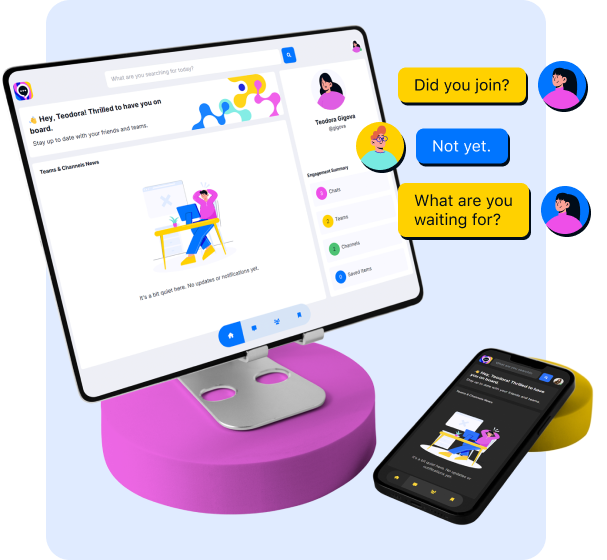 What are you searching for today?
👋 Hey, Teodora! Thrilled to have you on
board.
Stay up to date with your friends and teams.
Teams & Channels News
It's a bit quiet here. No updates or notifications yet.
Teodora Gigova
@gigova
Engagement Summary
Chats
2 Teams
Channels
0 Saved Items
Did you join?
Not yet.
What are you
waiting for?
👋 Hey, Teodora! Thrilled to have
you on board.
Stay up to date with your friends and teams.
Teams & Channels News
It's a bit quiet here. No updates or
notifications yet.